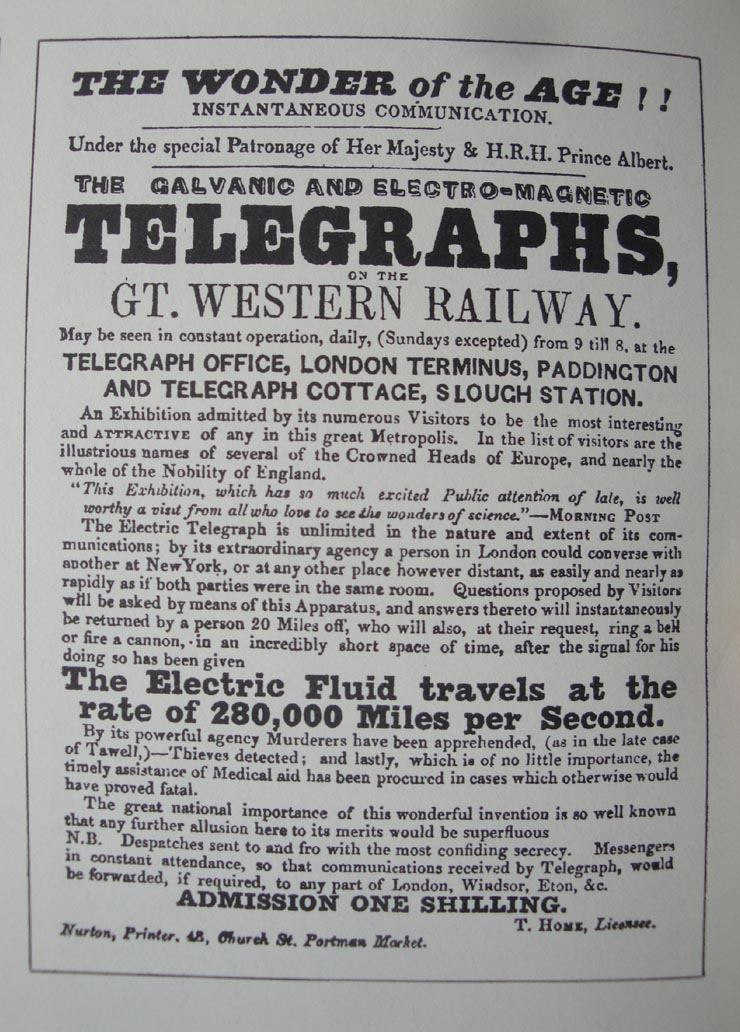 THE WONDER of the AGE !!
INSTANTANEOUS COMMUNICATION.
Under the special Patronage of Her Majesty & H.R.H. Prince Albert.
THE GALVANIC AND ELECTRO-MAGNETIC
TELEGRAPHS,
ON THE
GT. WESTERN RAILWAY.
May be seen in constant operation, daily, (Sundays excepted) from 9 till 8, at the
TELEGRAPH OFFICE, LONDON TERMINUS, PADDINGTON
AND TELEGRAPH COTTAGE, SLOUGH STATION.
An Exhibition admitted by its numerous Visitors to be the most interesting
and ATTRACTIVE of any in this great Metropolis. In the list of visitors are the
illustrious names of several of the Crowned Heads of Europe, and nearly the
whole of the Nobility of England.
"This Exhibition, which has so much excited Public attention of late, is well
worthy a visit from all who love to see the wonders of science."—MORNING POST
The Electric Telegraph is unlimited in the nature and extent of its com-
munications; by its extraordinary agency a person in London could converse with
another at New York, or at any other place however distant, as easily and nearly as
rapidly as if both parties were in the same room. Questions proposed by Visitors
will be asked by means of this Apparatus, and answers thereto will instantaneously
be returned by a person 20 Miles off, who will also, at their request, ring a bell
or fire a cannon, in an incredibly short space of time, after the signal for his
doing so has been given
The Electric Fluid travels at the
rate of 280,000 Miles per Second.
By its powerful agency Murderers have been apprehended, (as in the late case
of Tawell,)—Thieves detected; and lastly, which is of no little importance, the
timely assistance of Medical aid has been procured in cases which otherwise would
have proved fatal.
The great national importance of this wonderful invention is so well known
that any further allusion here to its merits would be superfluous
N.B. Despatches sent to and fro with the most confiding secrecy. Messengers
in constant attendance, so that communications received by Telegraph, would
be forwarded, if required, to any part of London, Windsor, Eton, &c.
ADMISSION ONE SHILLING.
T. HOME, Licensee.
Nurton, Printer, 48, Church St. Portman Market.